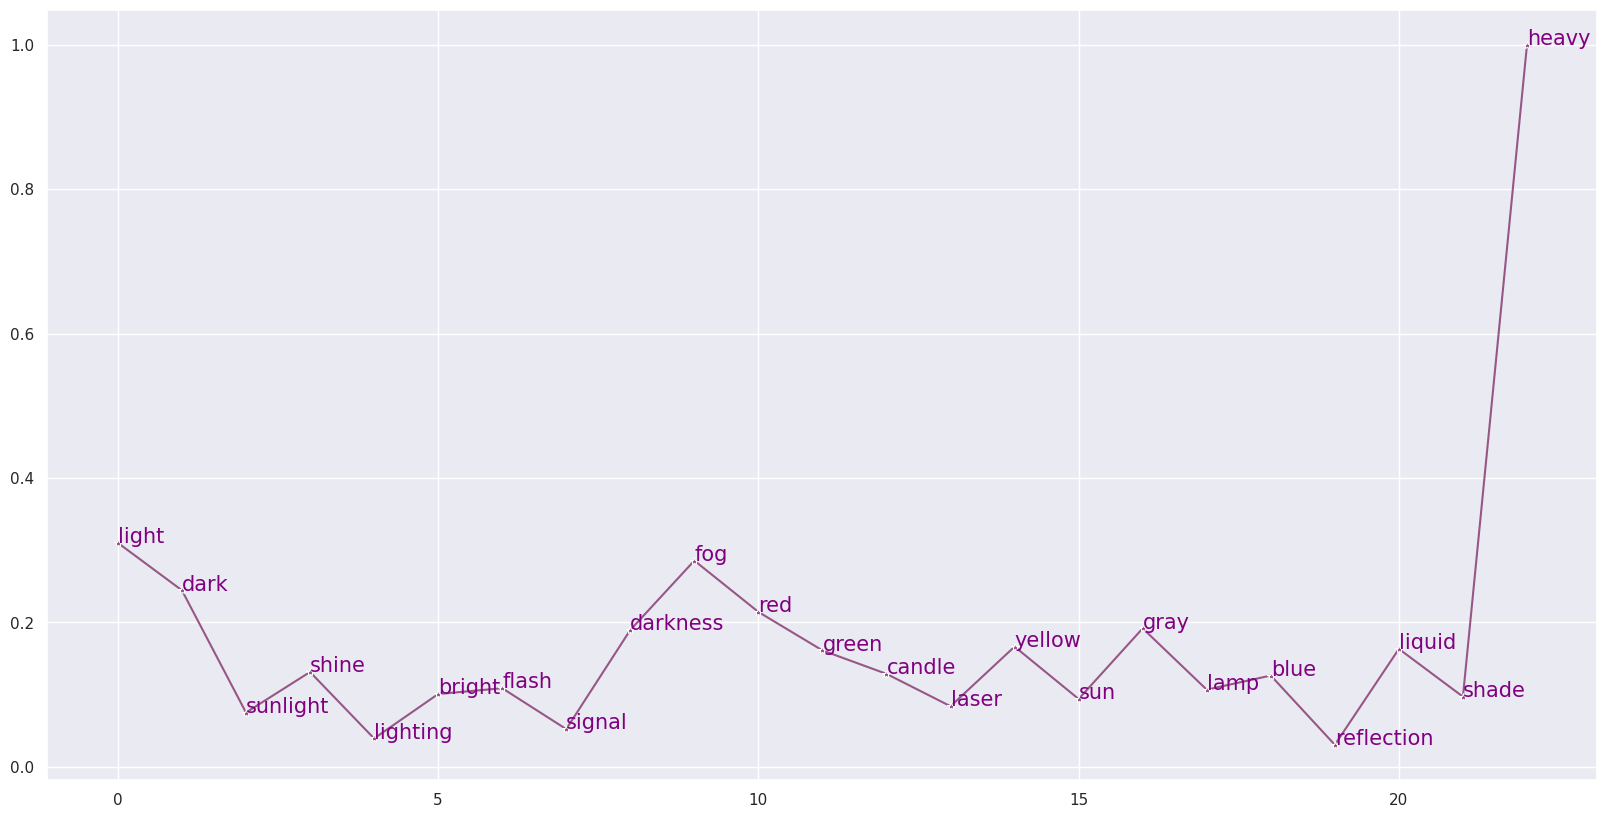 1.0
0.8
0.6
0.4
0.2
0.0
0
5
10
15
20
light
dark
sunlight
shine
lighting
bright
flash
signal
darkness
fog
red
green
candle
laser
yellow
sun
gray
lamp
blue
reflection
liquid
shade
heavy